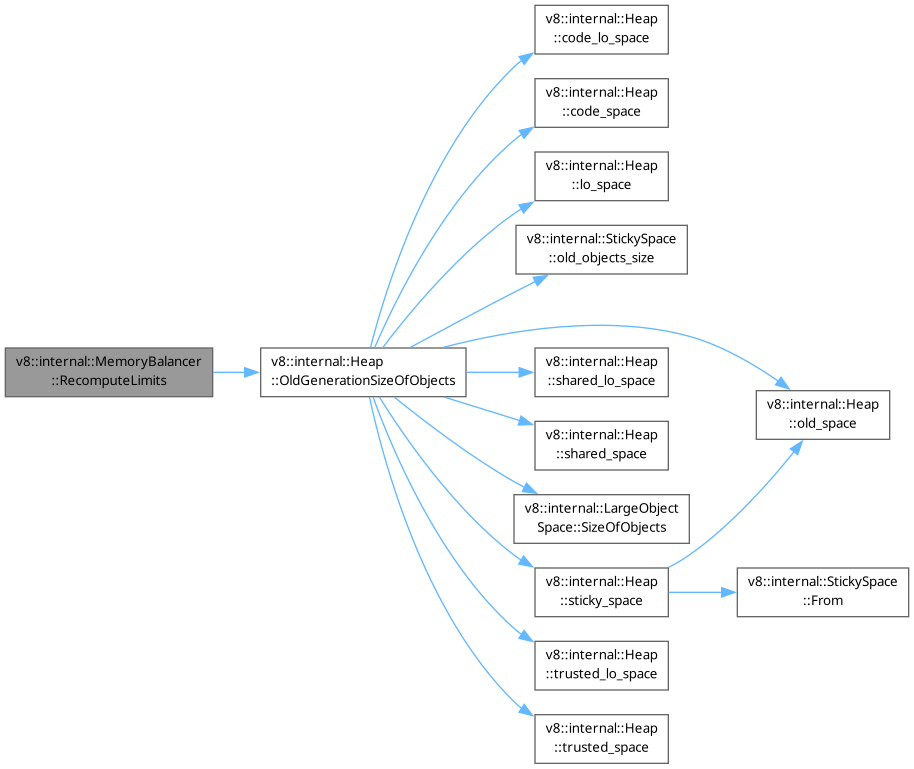 v8::internal::Heap
::code_lo_space
v8::internal::Heap
::code_space
v8::internal::Heap
::lo_space
v8::internal::StickySpace
::old_objects_size
v8::internal::MemoryBalancer
::RecomputeLimits
v8::internal::Heap
::OldGenerationSizeOfObjects
v8::internal::Heap
::shared_lo_space
v8::internal::Heap
::old_space
v8::internal::Heap
::shared_space
v8::internal::LargeObject
Space::SizeOfObjects
v8::internal::Heap
::sticky_space
v8::internal::StickySpace
::From
v8::internal::Heap
::trusted_lo_space
v8::internal::Heap
::trusted_space